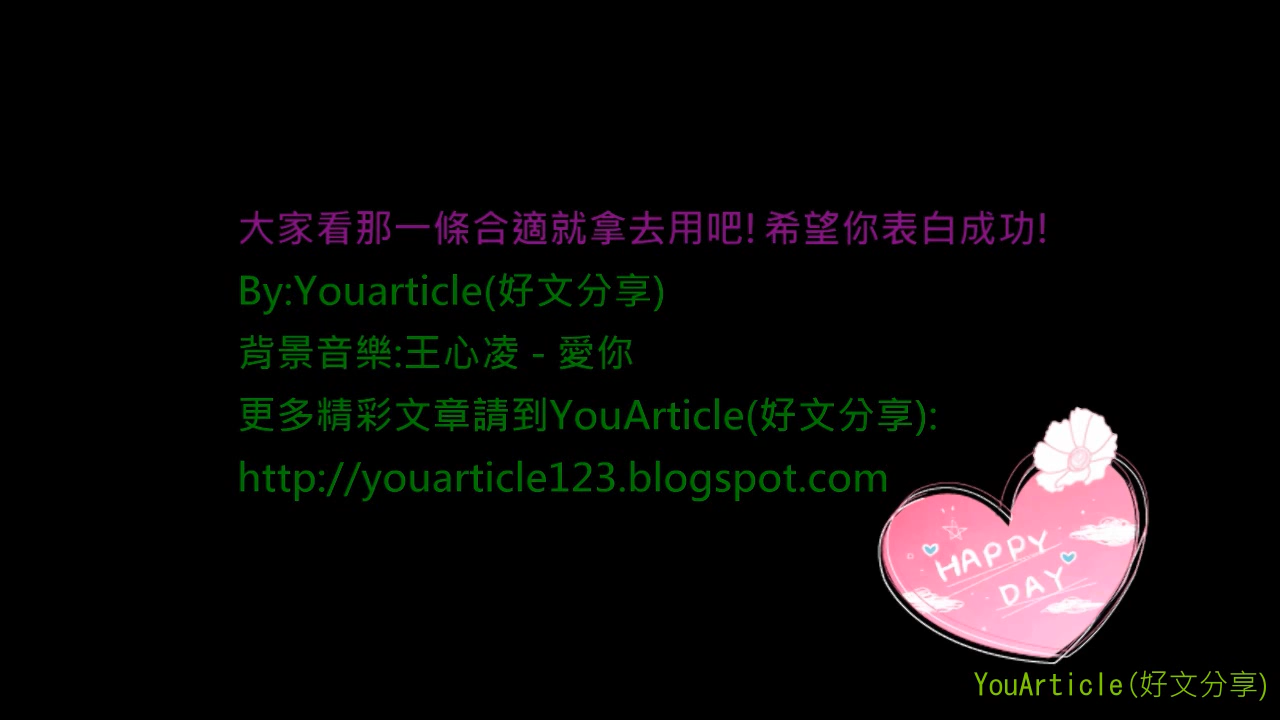 大家看那一條合適就拿去用吧! 希望你表白成功!
By:Youarticle(好文分享)
背景音樂:王心凌 - 愛你
更多精彩文章請到YouArticle(好文分享):
http://youarticle123.blogspot.com
HAPPY
DAY
YouArticle(好文分享)